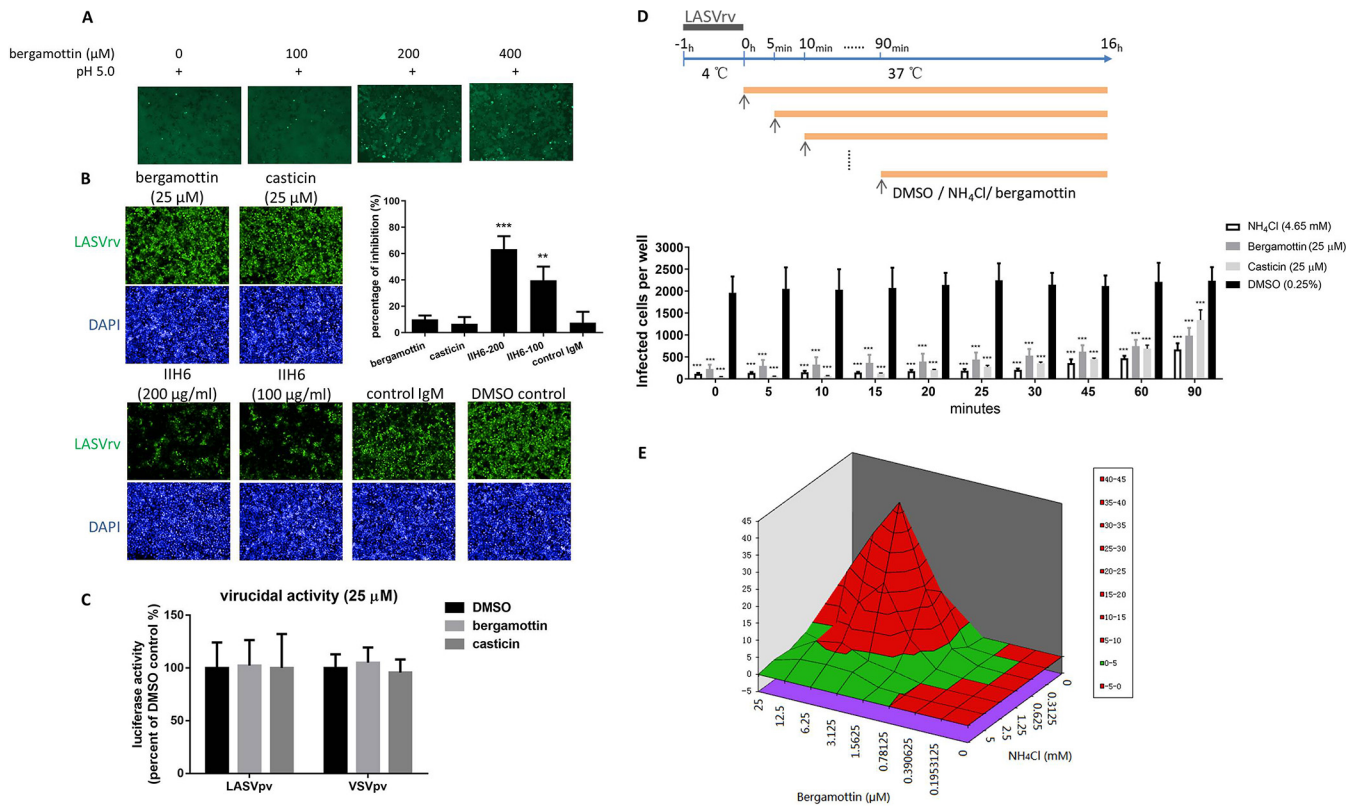 A
bergamottin (μM) 0 100 200 400
pH 5.0 + + + +
B
bergamottin (25 μM)
casticin (25 μM)
LASVrv
DAPI
IIH6 (200 μg/ml)
IIH6 (100 μg/ml)
control IgM
DMSO control
LASVrv
DAPI
percentage of inhibition (%)
100
80
60
40
20
0
***
**
bergamottin
casticin
IIH6-200
IIH6-100
control IgM
C
virucidal activity (25 μM)
luciferase activity
(percent of DMSO control %)
150
100
50
0
LASVpv VSVpv
DMSO
bergamottin
casticin
D
LASVrv
-1h 0h 5min 10min ...... 90min 16h
4 ℃ 37 ℃
DMSO / NH4Cl/ bergamottin
Infected cells per well
3000
2500
2000
1500
1000
500
0
*** *** *** *** *** *** *** *** *** ***
*** *** *** *** *** *** *** *** *** ***
*** *** *** *** *** *** *** *** *** ***
0 5 10 15 20 25 30 45 60 90
minutes
NH4Cl (4.65 mM)
Bergamottin (25 μM)
Casticin (25 μM)
DMSO (0.25%)
E
45
40
35
30
25
20
15
10
5
0
-5
25 12.5 6.25 3.125 1.5625 0.78125 0.390625 0.1953125 0
Bergamottin (μM)
5 2.5 1.25 0.625 0.3125 0
NH4Cl (mM)
40-45
35-40
30-35
25-30
20-25
15-20
10-15
5-10
0-5
-5-0